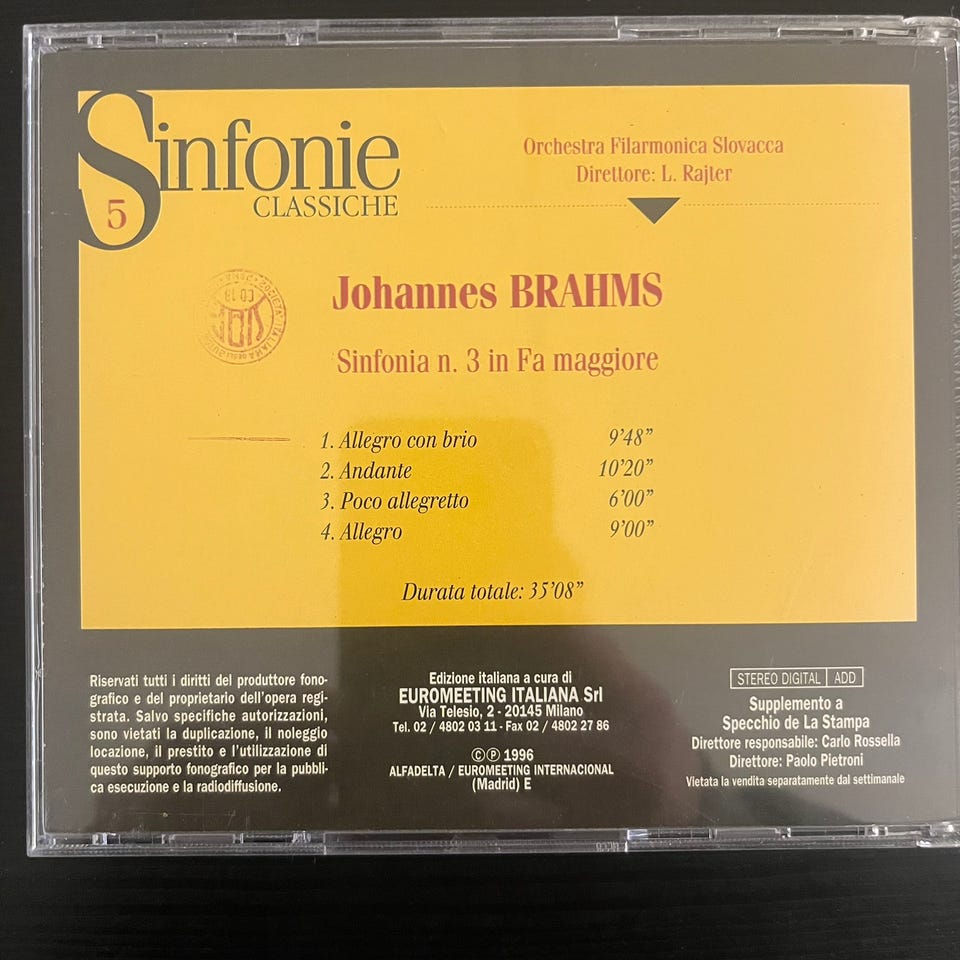 Sinfonie
CLASSICHE
5
Orchestra Filarmonica Slovacca
Direttore: L. Rajter
Johannes BRAHMS
Sinfonia n. 3 in Fa maggiore
1. Allegro con brio 9'48"
2. Andante 10'20"
3. Poco allegretto 6'00"
4. Allegro 9'00"
Durata totale: 35'08"
Riservati tutti i diritti del produttore fono-
grafico e del proprietario dell'opera regi-
strata. Salvo specifiche autorizzazioni,
sono vietati la duplicazione, il noleggio
locazione, il prestito e l'utilizzazione di
questo supporto fonografico per la pubbli-
ca esecuzione e la radiodiffusione.
Edizione italiana a cura di
EUROMEETING ITALIANA Srl
Via Telesio, 2 - 20145 Milano
Tel. 02 / 4802 03 11 - Fax 02 / 4802 27 86
©℗ 1996
ALFADELTA / EUROMEETING INTERNACIONAL
(Madrid) E
STEREO DIGITAL ADD
Supplemento a
Specchio de La Stampa
Direttore responsabile: Carlo Rossella
Direttore: Paolo Pietroni
Vietata la vendita separatamente dal settimanale